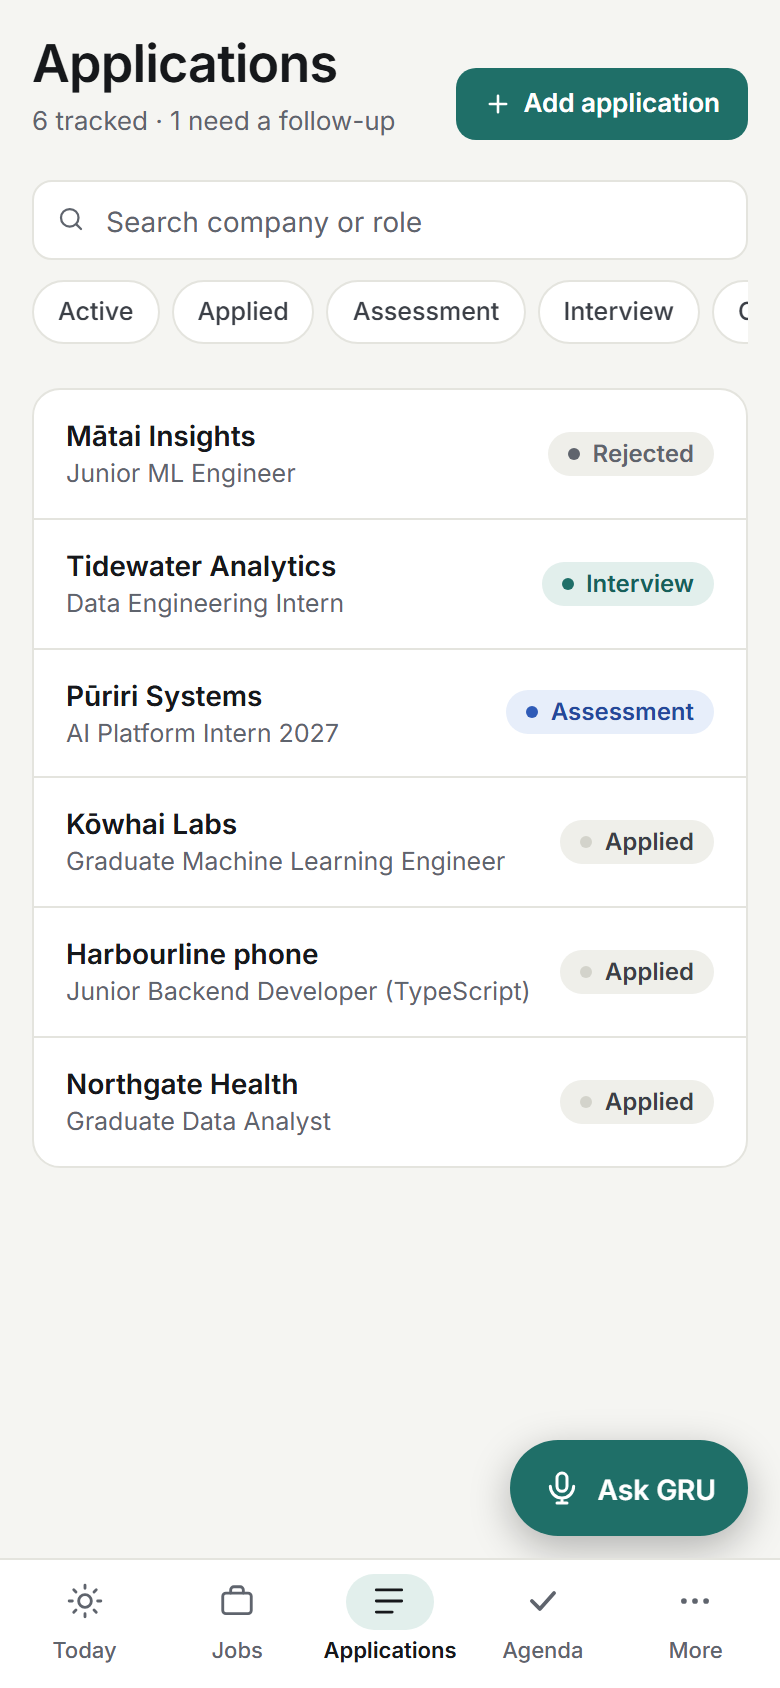 Applications
6 tracked · 1 need a follow-up
+ Add application
Search company or role
Active
Applied
Assessment
Interview
Mātai Insights
Junior ML Engineer
Rejected
Tidewater Analytics
Data Engineering Intern
Interview
Pūriri Systems
AI Platform Intern 2027
Assessment
Kōwhai Labs
Graduate Machine Learning Engineer
Applied
Harbourline phone
Junior Backend Developer (TypeScript)
Applied
Northgate Health
Graduate Data Analyst
Applied
Ask GRU
Today
Jobs
Applications
Agenda
More